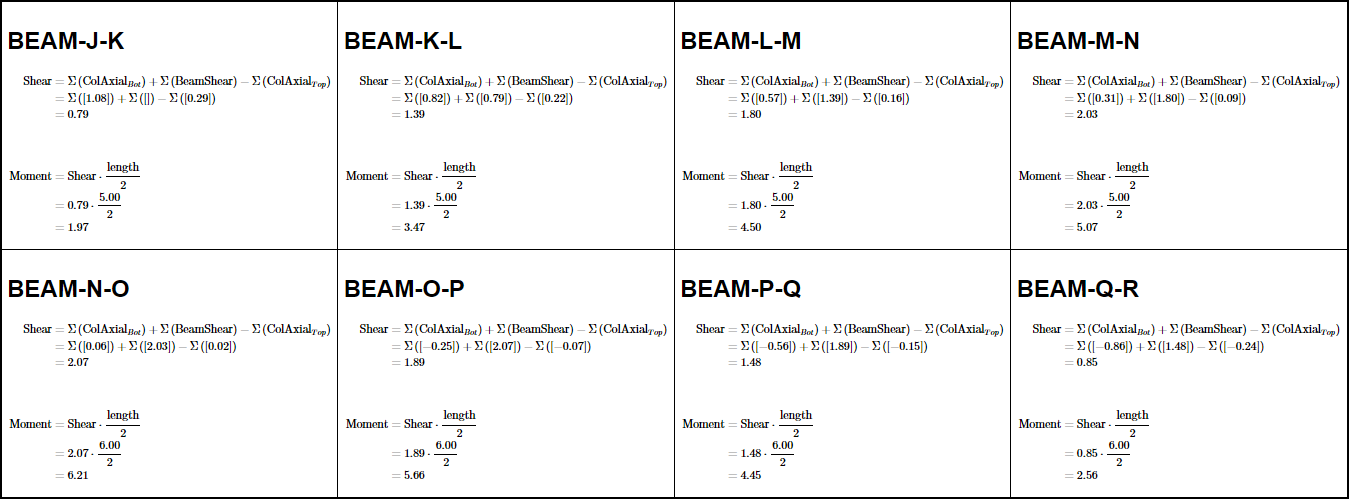 BEAM-J-K
Shear = Σ (ColAxial_Bot) + Σ (BeamShear) − Σ (ColAxial_Top)
= Σ ([1.08]) + Σ ([]) − Σ ([0.29])
= 0.79
Moment = Shear · length/2
= 0.79 · 5.00/2
= 1.97
BEAM-K-L
Shear = Σ (ColAxial_Bot) + Σ (BeamShear) − Σ (ColAxial_Top)
= Σ ([0.82]) + Σ ([0.79]) − Σ ([0.22])
= 1.39
Moment = Shear · length/2
= 1.39 · 5.00/2
= 3.47
BEAM-L-M
Shear = Σ (ColAxial_Bot) + Σ (BeamShear) − Σ (ColAxial_Top)
= Σ ([0.57]) + Σ ([1.39]) − Σ ([0.16])
= 1.80
Moment = Shear · length/2
= 1.80 · 5.00/2
= 4.50
BEAM-M-N
Shear = Σ (ColAxial_Bot) + Σ (BeamShear) − Σ (ColAxial_Top)
= Σ ([0.31]) + Σ ([1.80]) − Σ ([0.09])
= 2.03
Moment = Shear · length/2
= 2.03 · 5.00/2
= 5.07
BEAM-N-O
Shear = Σ (ColAxial_Bot) + Σ (BeamShear) − Σ (ColAxial_Top)
= Σ ([0.06]) + Σ ([2.03]) − Σ ([0.02])
= 2.07
Moment = Shear · length/2
= 2.07 · 6.00/2
= 6.21
BEAM-O-P
Shear = Σ (ColAxial_Bot) + Σ (BeamShear) − Σ (ColAxial_Top)
= Σ ([−0.25]) + Σ ([2.07]) − Σ ([−0.07])
= 1.89
Moment = Shear · length/2
= 1.89 · 6.00/2
= 5.66
BEAM-P-Q
Shear = Σ (ColAxial_Bot) + Σ (BeamShear) − Σ (ColAxial_Top)
= Σ ([−0.56]) + Σ ([1.89]) − Σ ([−0.15])
= 1.48
Moment = Shear · length/2
= 1.48 · 6.00/2
= 4.45
BEAM-Q-R
Shear = Σ (ColAxial_Bot) + Σ (BeamShear) − Σ (ColAxial_Top)
= Σ ([−0.86]) + Σ ([1.48]) − Σ ([−0.24])
= 0.85
Moment = Shear · length/2
= 0.85 · 6.00/2
= 2.56